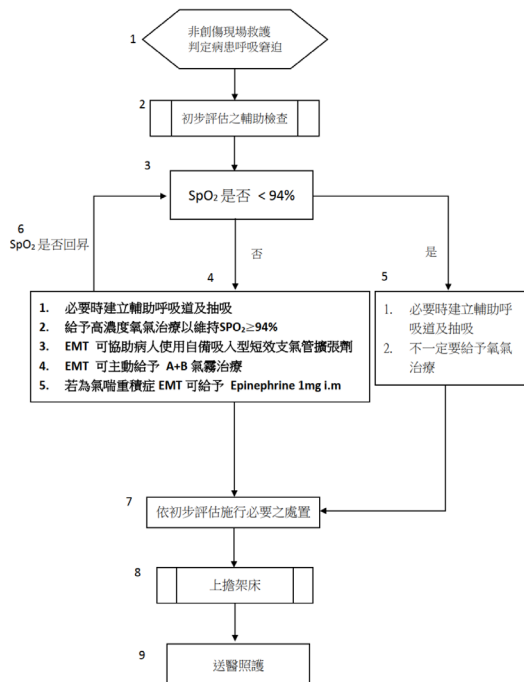 1
非創傷現場救護
判定病患呼吸窘迫
2
初步評估之輔助檢查
3
SpO₂ 是否 < 94%
6
SpO₂ 是否回昇
否
是
4
1. 必要時建立輔助呼吸道及抽吸
2. 給予高濃度氧氣治療以維持SPO₂≥94%
3. EMT 可協助病人使用自備吸入型短效支氣管擴張劑
4. EMT 可主動給予 A+B 氣霧治療
5. 若為氣喘重積症 EMT 可給予 Epinephrine 1mg i.m
5
1. 必要時建立輔助呼
吸道及抽吸
2. 不一定要給予氧氣
治療
7
依初步評估施行必要之處置
8
上擔架床
9
送醫照護